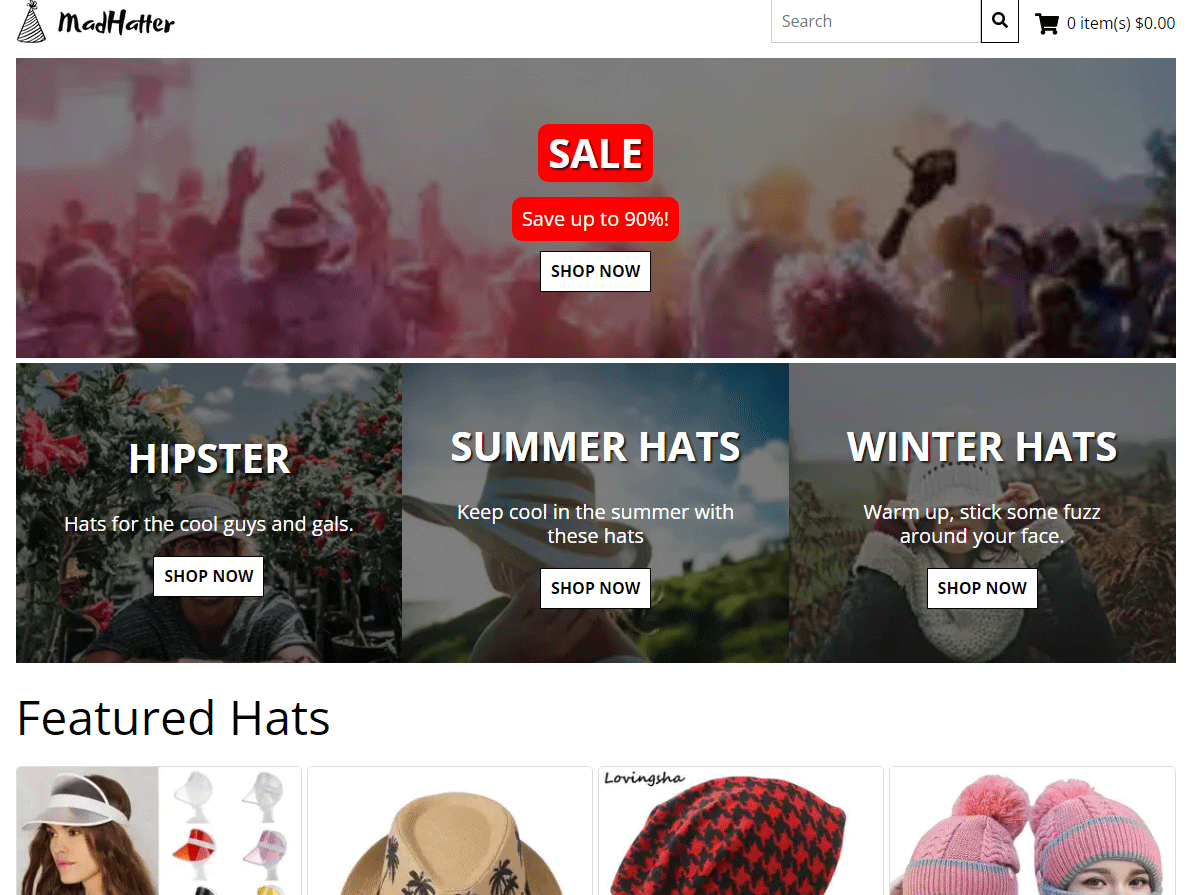 MadHatter
Search
0 item(s) $0.00
SALE
Save up to 90%!
SHOP NOW
HIPSTER
Hats for the cool guys and gals.
SHOP NOW
SUMMER HATS
Keep cool in the summer with
these hats
SHOP NOW
WINTER HATS
Warm up, stick some fuzz
around your face.
SHOP NOW
Featured Hats
Lovingsha